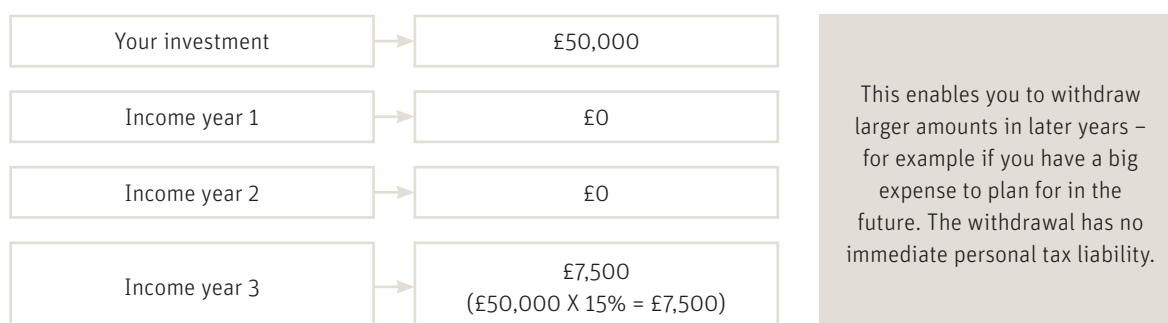 Your investment
£50,000
Income year 1
£0
Income year 2
£0
Income year 3
£7,500
(£50,000 X 15% = £7,500)
This enables you to withdraw
larger amounts in later years –
for example if you have a big
expense to plan for in the
future. The withdrawal has no
immediate personal tax liability.